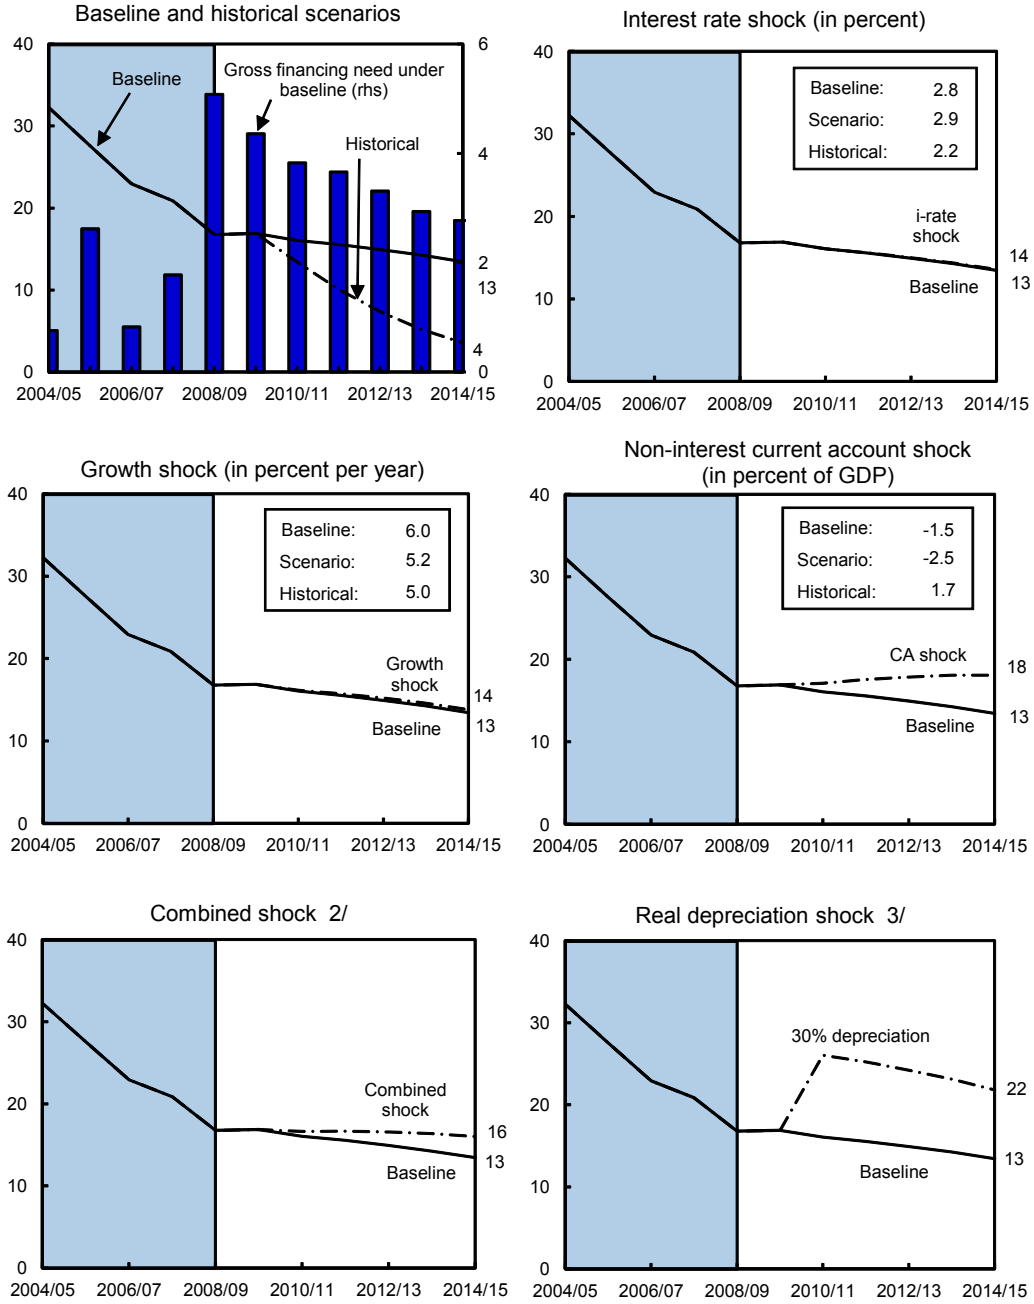 Baseline and historical scenarios
40
30
20
10
0
6
4
2
13
4
0
Baseline
Gross financing need under
baseline (rhs)
Historical
2004/05 2006/07 2008/09 2010/11 2012/13 2014/15
Interest rate shock (in percent)
40
30
20
10
0
Baseline: 2.8
Scenario: 2.9
Historical: 2.2
i-rate
shock
Baseline
14
13
2004/05 2006/07 2008/09 2010/11 2012/13 2014/15
Growth shock (in percent per year)
40
30
20
10
0
Baseline: 6.0
Scenario: 5.2
Historical: 5.0
Growth
shock
Baseline
14
13
2004/05 2006/07 2008/09 2010/11 2012/13 2014/15
Non-interest current account shock
(in percent of GDP)
40
30
20
10
0
Baseline: -1.5
Scenario: -2.5
Historical: 1.7
CA shock
Baseline
18
13
2004/05 2006/07 2008/09 2010/11 2012/13 2014/15
Combined shock 2/
40
30
20
10
0
Combined
shock
Baseline
16
13
2004/05 2006/07 2008/09 2010/11 2012/13 2014/15
Real depreciation shock 3/
40
30
20
10
0
30% depreciation
Baseline
22
13
2004/05 2006/07 2008/09 2010/11 2012/13 2014/15